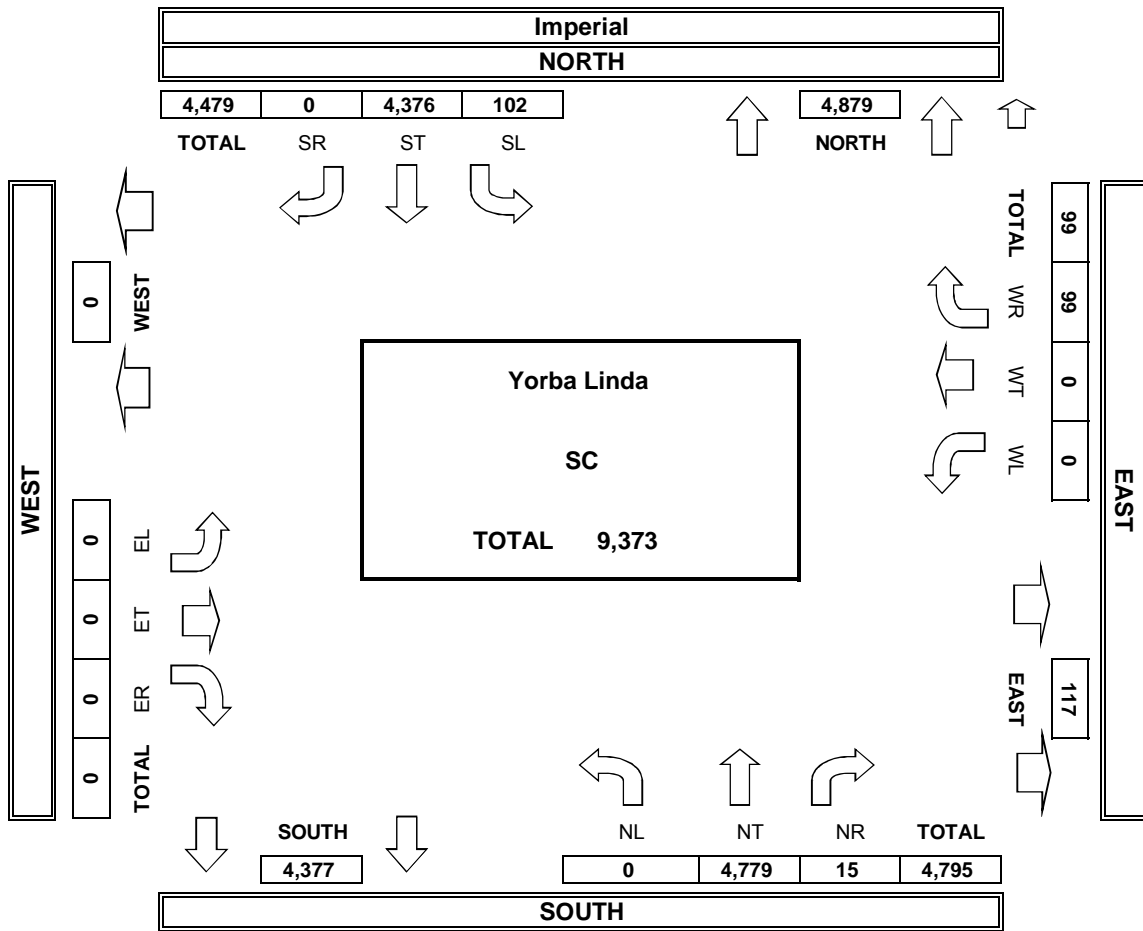 Imperial
NORTH
4,479 0 4,376 102 4,879
TOTAL SR ST SL NORTH
TOTAL 99
WR 99
WT 0
WL 0
EAST 117
EAST
WEST
0 WEST
0 EL
0 ET
0 ER
0 TOTAL
Yorba Linda
SC
TOTAL 9,373
SOUTH NL NT NR TOTAL
4,377 0 4,779 15 4,795
SOUTH